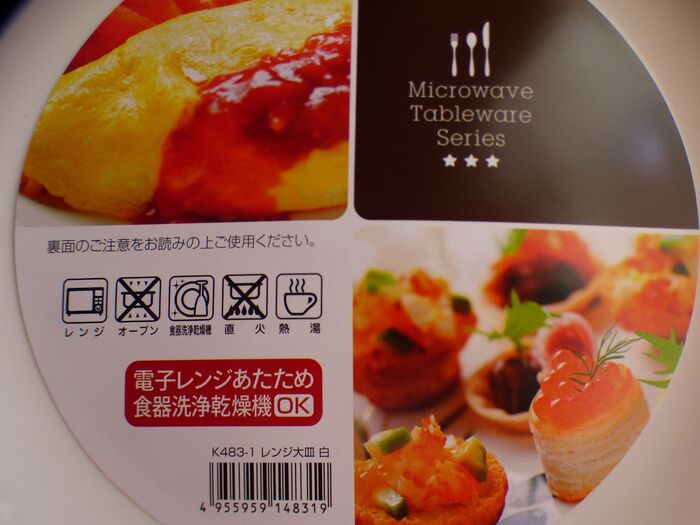 Microwave
Tableware
Series
裏面のご注意をお読みの上ご使用ください。
レンジ オーブン 食器洗浄乾燥機 直火 熱湯
電子レンジあたため
食器洗浄乾燥機OK
K483-1 レンジ大皿 白
4 955959 148319